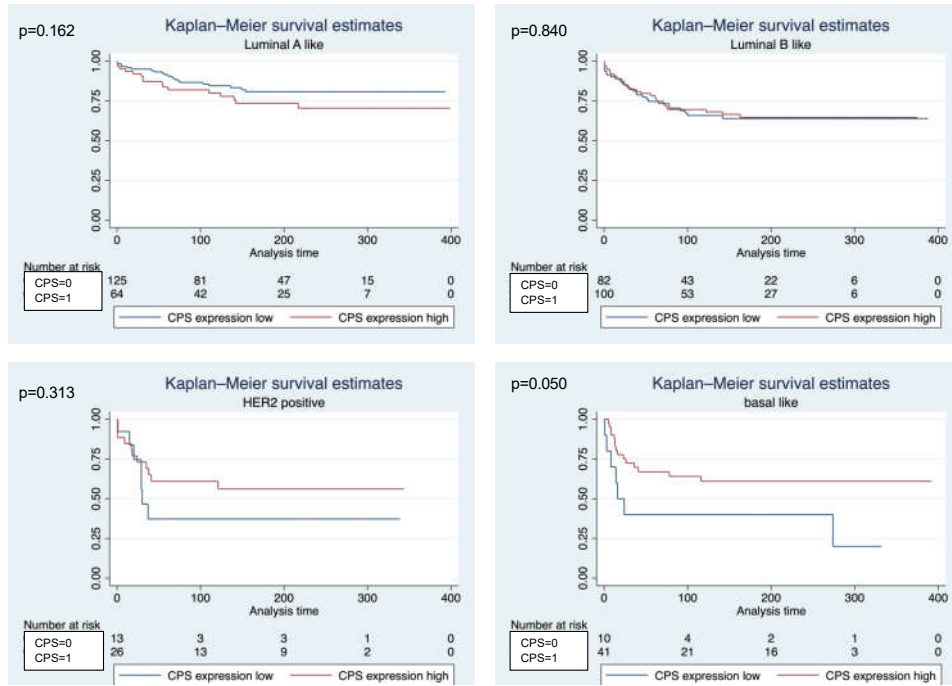 p=0.162
Kaplan–Meier survival estimates
Luminal A like
1.00
0.75
0.50
0.25
0.00
0 100 200 300 400
Analysis time
Number at risk
CPS=0 125 81 47 15 0
CPS=1 64 42 25 7 0
CPS expression low CPS expression high
p=0.840
Kaplan–Meier survival estimates
Luminal B like
1.00
0.75
0.50
0.25
0.00
0 100 200 300 400
Analysis time
Number at risk
CPS=0 82 43 22 6 0
CPS=1 100 53 27 6 0
CPS expression low CPS expression high
p=0.313
Kaplan–Meier survival estimates
HER2 positive
1.00
0.75
0.50
0.25
0.00
0 100 200 300 400
Analysis time
Number at risk
CPS=0 13 3 3 1 0
CPS=1 26 13 9 2 0
CPS expression low CPS expression high
p=0.050
Kaplan–Meier survival estimates
basal like
1.00
0.75
0.50
0.25
0.00
0 100 200 300 400
Analysis time
Number at risk
CPS=0 10 4 2 1 0
CPS=1 41 21 16 3 0
CPS expression low CPS expression high